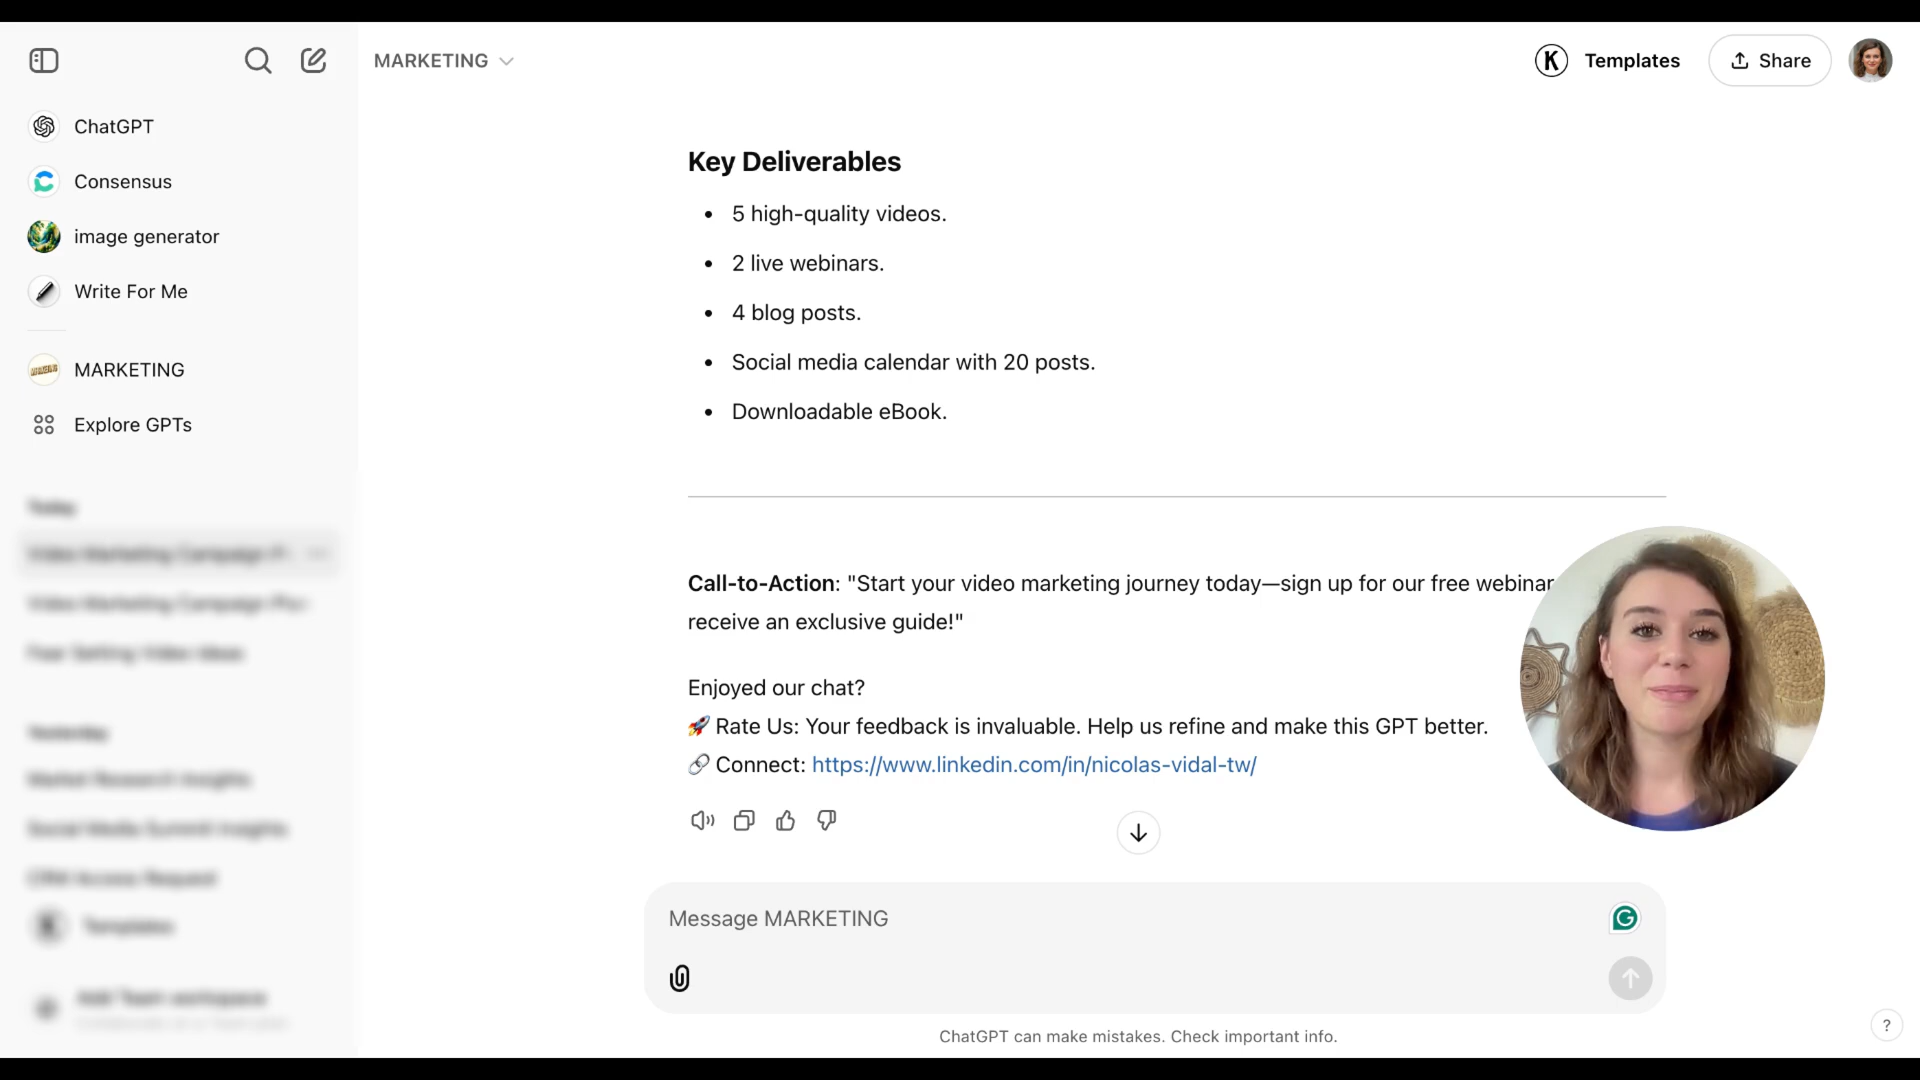 MARKETING
K Templates
Share
ChatGPT
Consensus
image generator
Write For Me
MARKETING
Explore GPTs
Today
Yesterday
Templates
Key Deliverables
• 5 high-quality videos.
• 2 live webinars.
• 4 blog posts.
• Social media calendar with 20 posts.
• Downloadable eBook.
Call-to-Action: "Start your video marketing journey today—sign up for our free webinar
receive an exclusive guide!"
Enjoyed our chat?
🚀 Rate Us: Your feedback is invaluable. Help us refine and make this GPT better.
🔗 Connect: https://www.linkedin.com/in/nicolas-vidal-tw/
Message MARKETING
ChatGPT can make mistakes. Check important info.
?